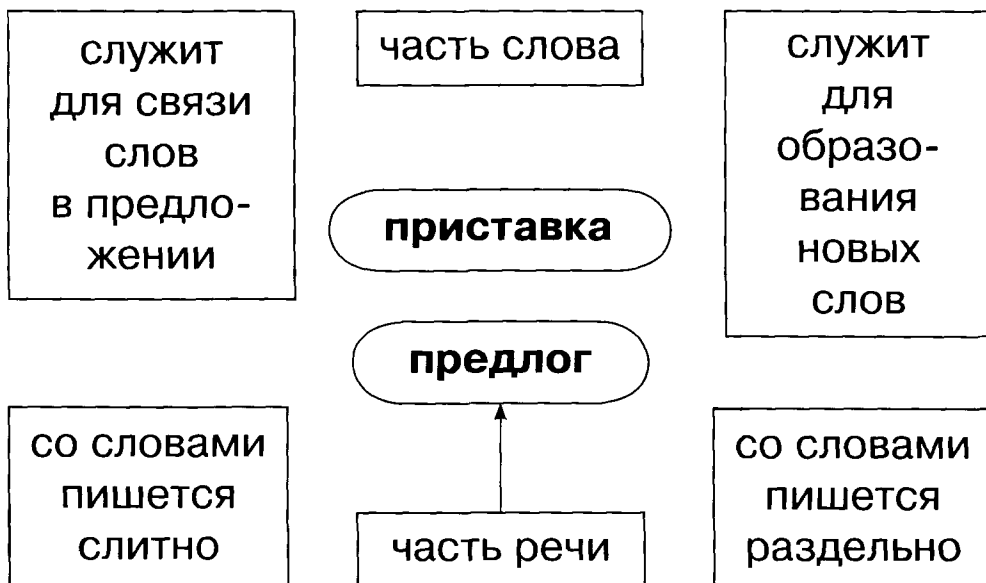 служит
для связи
слов
в предло-
жении
часть слова
служит
для
образо-
вания
новых
слов
приставка
предлог
со словами
пишется
слитно
часть речи
со словами
пишется
раздельно